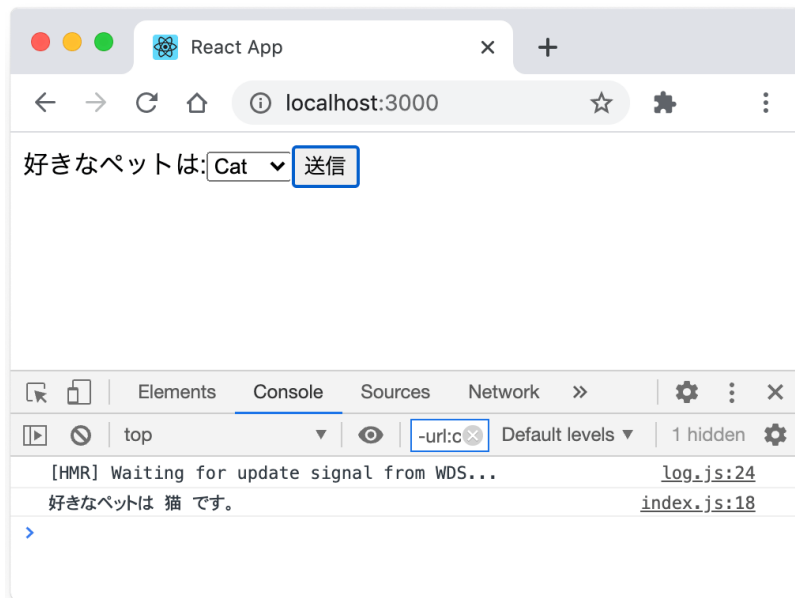 React App
localhost:3000
好きなペットは: Cat 送信
Elements Console Sources Network
top -url:c Default levels 1 hidden
[HMR] Waiting for update signal from WDS... log.js:24
好きなペットは 猫 です。 index.js:18